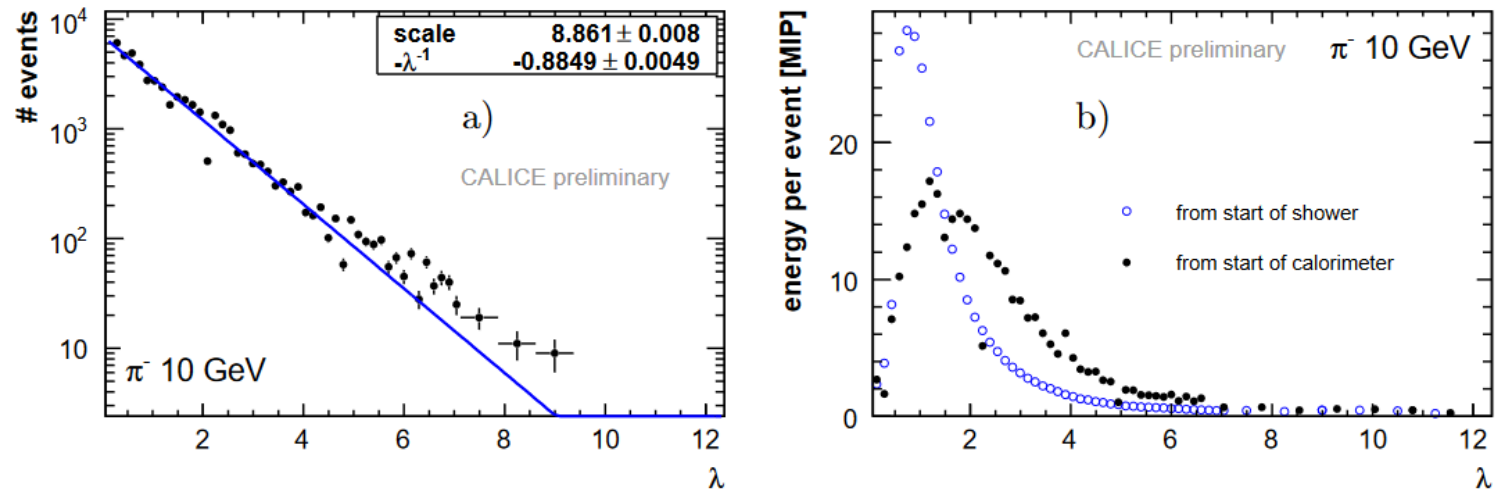 # events
10⁴
10³
10²
10
scale 8.861 ± 0.008
-λ⁻¹ -0.8849 ± 0.0049
a)
CALICE preliminary
π⁻ 10 GeV
2 4 6 8 10 12
λ
energy per event [MIP]
20
10
0
CALICE preliminary π⁻ 10 GeV
b)
from start of shower
from start of calorimeter
2 4 6 8 10 12
λ